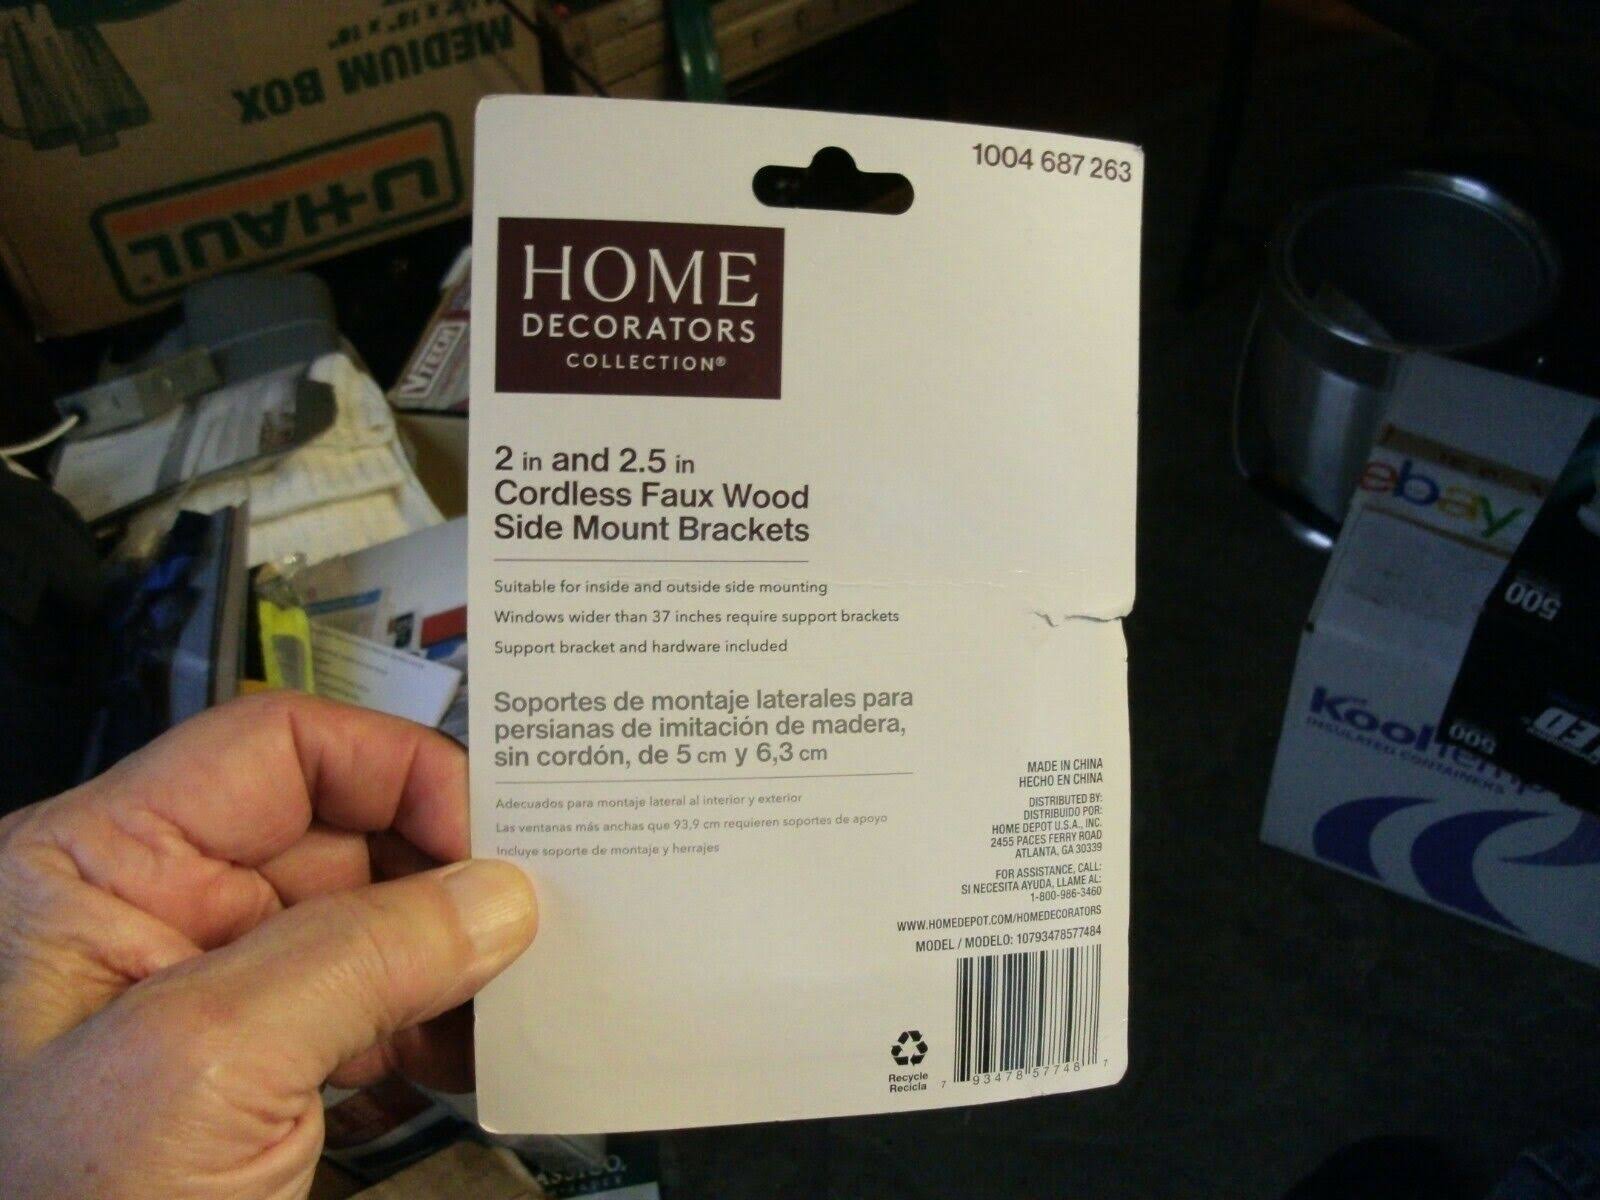 MEDIUM BOX
U-HAUL
VTECH
1004 687 263
HOME
DECORATORS
COLLECTION®
2 in and 2.5 in
Cordless Faux Wood
Side Mount Brackets
Suitable for inside and outside side mounting
Windows wider than 37 inches require support brackets
Support bracket and hardware included
Soportes de montaje laterales para
persianas de imitación de madera,
sin cordón, de 5 cm y 6,3 cm
Adecuados para montaje lateral al interior y exterior
Las ventanas más anchas que 93,9 cm requieren soportes de apoyo
Incluye soporte de montaje y herrajes
MADE IN CHINA
HECHO EN CHINA
DISTRIBUTED BY:
DISTRIBUIDO POR:
HOME DEPOT U.S.A., INC.
2455 PACES FERRY ROAD
ATLANTA, GA 30339
FOR ASSISTANCE, CALL:
SI NECESITA AYUDA, LLAME AL:
1-800-986-3460
WWW.HOMEDEPOT.COM/HOMEDECORATORS
MODEL / MODELO: 10793478577484
Recycle
Recicla
7 93478 57748 7
ebay
500
500
KoolTemp
INSULATED CONTAINERS